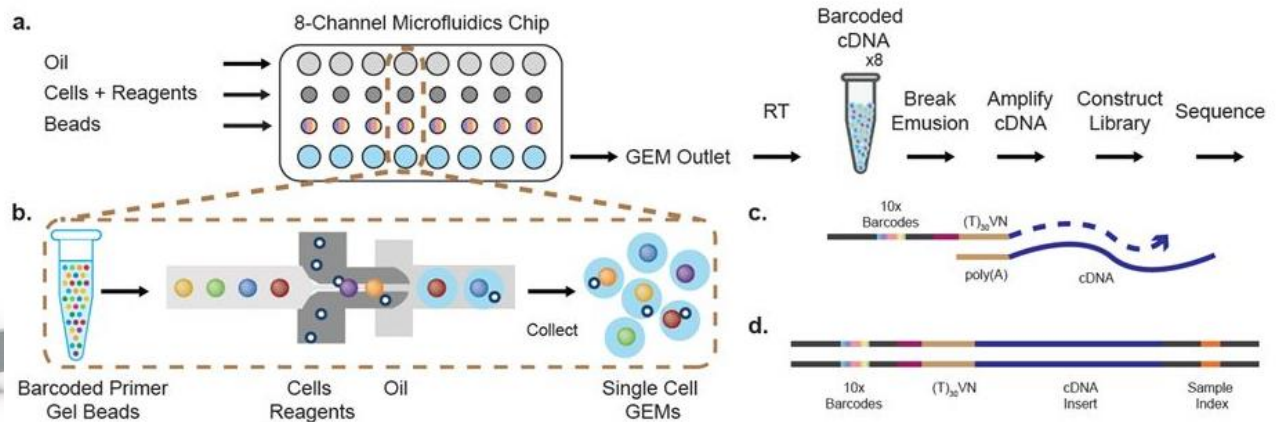 a.
8-Channel Microfluidics Chip
Oil
Cells + Reagents
Beads
GEM Outlet
RT
Barcoded
cDNA
x8
Break
Emusion
Amplify
cDNA
Construct
Library
Sequence
b.
Collect
Barcoded Primer
Gel Beads
Cells
Reagents
Oil
Single Cell
GEMs
c.
10x
Barcodes
(T)₃₀VN
poly(A)
cDNA
d.
10x
Barcodes
(T)₃₀VN
cDNA
Insert
Sample
Index